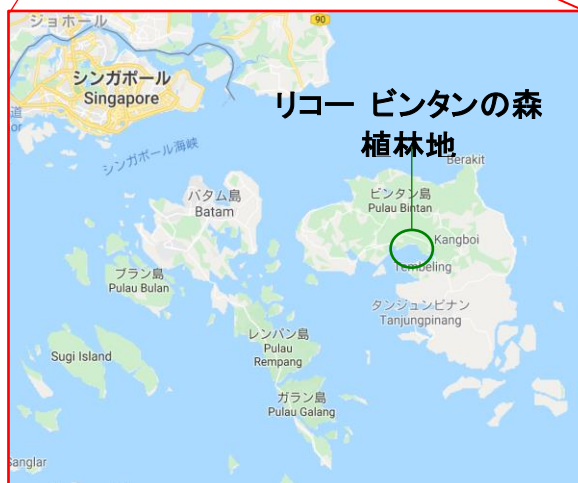 ジョホール
90
シンガポール
Singapore
道
or
シンガポール海峡
リコー ビンタンの森
植林地
Berakit
バタム島
Batam
ビンタン島
Pulau Bintan
Kangboi
Tembeling
ブラン島
Pulau Bulan
タンジュンピナン
Tanjungpinang
レンパン島
Pulau
Rempang
Sugi Island
ガラン島
Pulau Galang
Sanglar